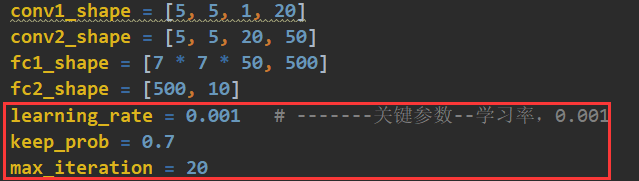 conv1_shape = [5, 5, 1, 20]
conv2_shape = [5, 5, 20, 50]
fc1_shape = [7 * 7 * 50, 500]
fc2_shape = [500, 10]
learning_rate = 0.001   # -------关键参数--学习率，0.001
keep_prob = 0.7
max_iteration = 20